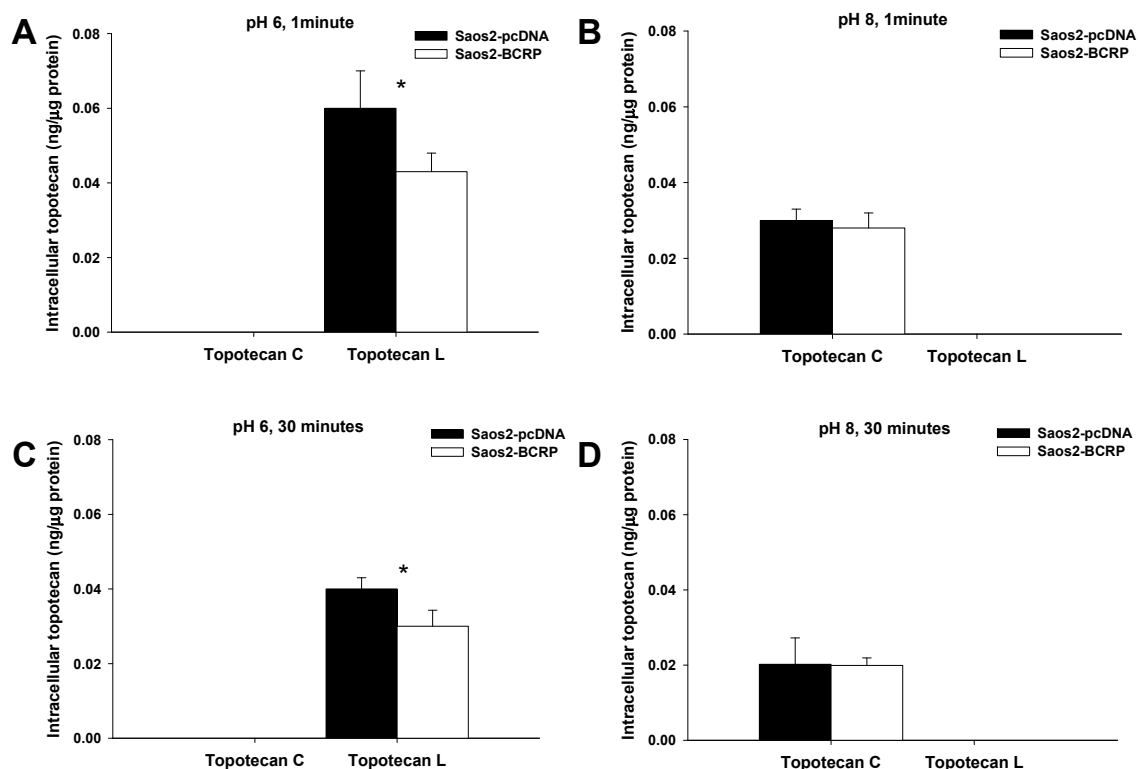 A
pH 6, 1minute
Saos2-pcDNA
Saos2-BCRP
Intracellular topotecan (ng/µg protein)
0.08
0.06
*
0.04
0.02
0.00
Topotecan C Topotecan L
B
pH 8, 1minute
Saos2-pcDNA
Saos2-BCRP
Intracellular topotecan (ng/µg protein)
0.08
0.06
0.04
0.02
0.00
Topotecan C Topotecan L
C
pH 6, 30 minutes
Saos2-pcDNA
Saos2-BCRP
Intracellular topotecan (ng/µg protein)
0.08
0.06
*
0.04
0.02
0.00
Topotecan C Topotecan L
D
pH 8, 30 minutes
Saos2-pcDNA
Saos2-BCRP
Intracellular topotecan (ng/µg protein)
0.08
0.06
0.04
0.02
0.00
Topotecan C Topotecan L